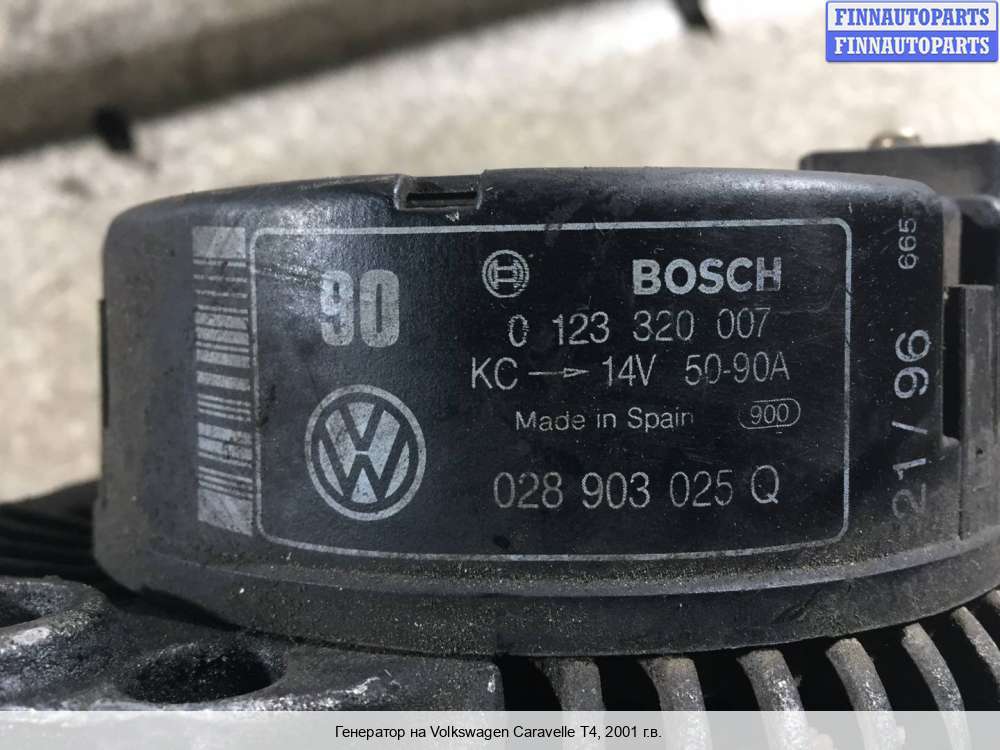 FINNAUTOPARTS
FINNAUTOPARTS
90
BOSCH
0 123 320 007
KC → 14V 50-90A
Made in Spain 900
028 903 025 Q
21 / 96 665
Генератор на Volkswagen Caravelle T4, 2001 г.в.